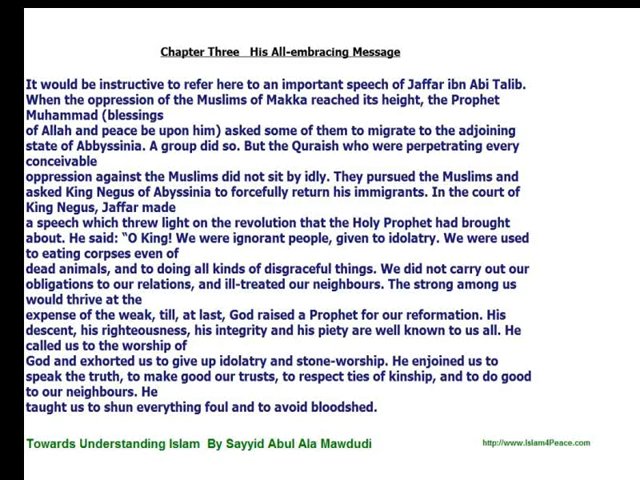 Chapter Three   His All-embracing Message
It would be instructive to refer here to an important speech of Jaffar ibn Abi Talib.
When the oppression of the Muslims of Makka reached its height, the Prophet
Muhammad (blessings
of Allah and peace be upon him) asked some of them to migrate to the adjoining
state of Abbyssinia. A group did so. But the Quraish who were perpetrating every
conceivable
oppression against the Muslims did not sit by idly. They pursued the Muslims and
asked King Negus of Abyssinia to forcefully return his immigrants. In the court of
King Negus, Jaffar made
a speech which threw light on the revolution that the Holy Prophet had brought
about. He said: “O King! We were ignorant people, given to idolatry. We were used
to eating corpses even of
dead animals, and to doing all kinds of disgraceful things. We did not carry out our
obligations to our relations, and ill-treated our neighbours. The strong among us
would thrive at the
expense of the weak, till, at last, God raised a Prophet for our reformation. His
descent, his righteousness, his integrity and his piety are well known to us all. He
called us to the worship of
God and exhorted us to give up idolatry and stone-worship. He enjoined us to
speak the truth, to make good our trusts, to respect ties of kinship, and to do good
to our neighbours. He
taught us to shun everything foul and to avoid bloodshed.
Towards Understanding Islam  By Sayyid Abul Ala Mawdudi
http://www.Islam4Peace.com